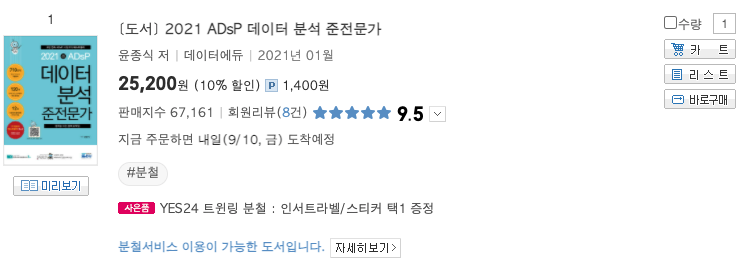 1
2021 ADsP
데이터
분석
준전문가
미리보기
[도서] 2021 ADsP 데이터 분석 준전문가
윤종식 저 | 데이터에듀 | 2021년 01월
25,200원 (10% 할인) P 1,400원
판매지수 67,161 | 회원리뷰(8건) ★★★★★ 9.5
지금 주문하면 내일(9/10, 금) 도착예정
#분철
사은품 YES24 트윈링 분철 : 인서트라벨/스티커 택1 증정
분철서비스 이용이 가능한 도서입니다. 자세히보기
수량 1
카 트
리 스 트
바로구매